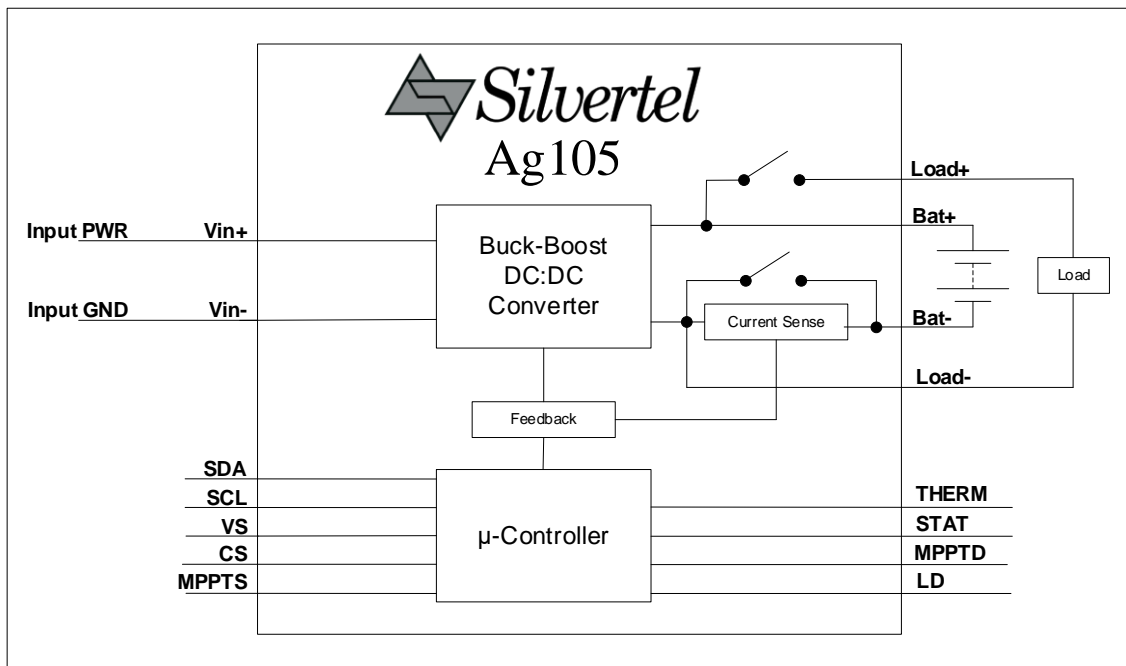 Silvertel
Ag105
Load+
Input PWR Vin+
Bat+
Buck-Boost
DC:DC
Converter
Load
Input GND Vin-
Current Sense
Bat-
Load-
Feedback
SDA
SCL
VS
CS
MPPTS
µ-Controller
THERM
STAT
MPPTD
LD